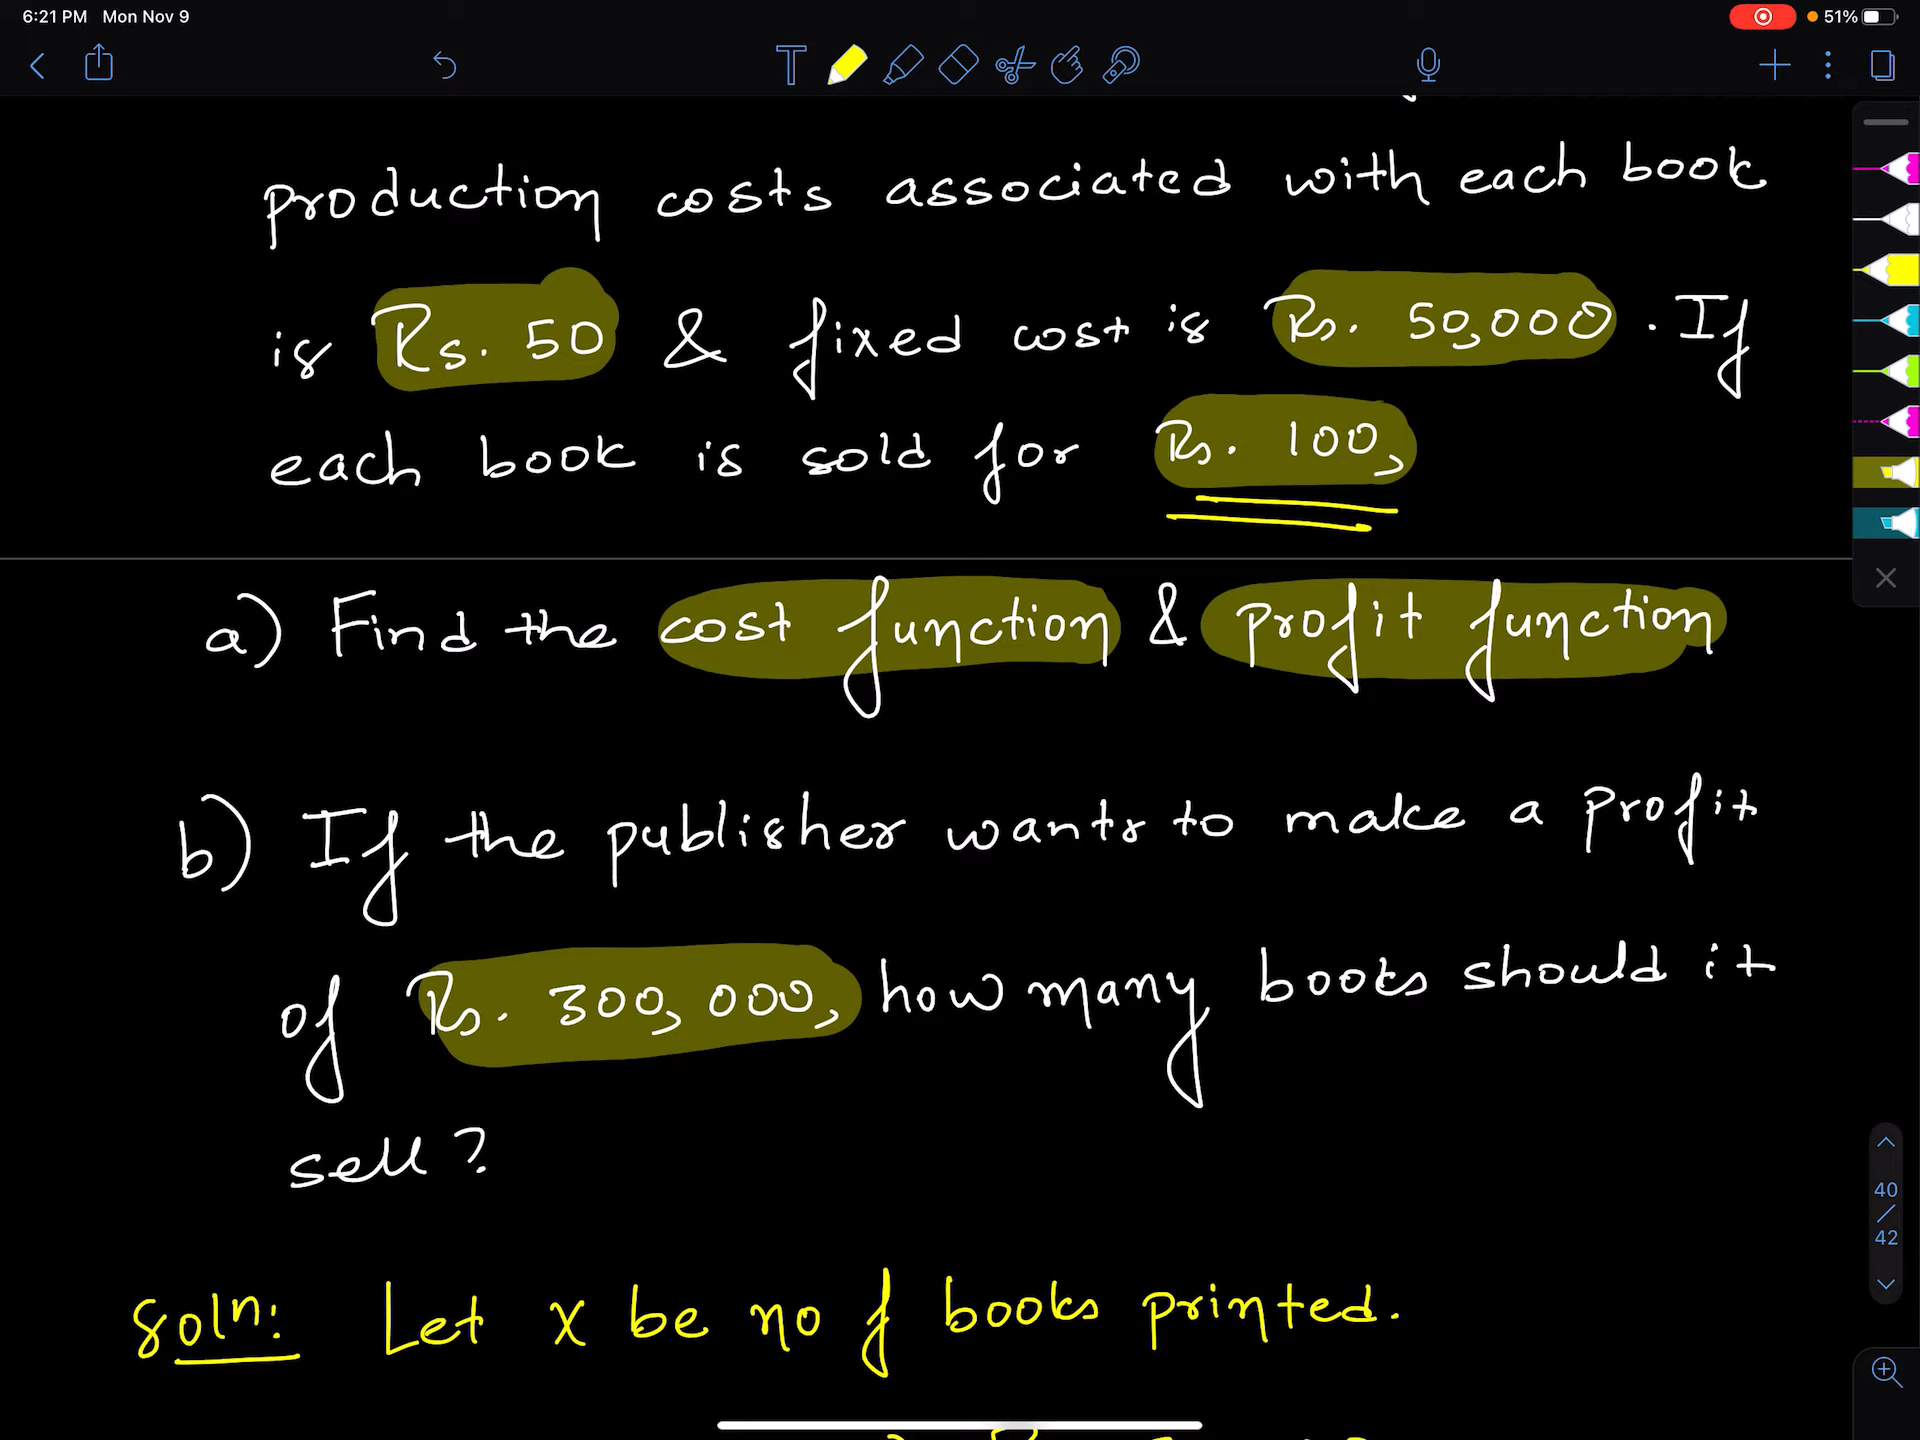 6:21 PM Mon Nov 9
51%
production costs associated with each book
is Rs. 50 & fixed cost is Rs. 50,000. If
each book is sold for Rs. 100,
a) Find the cost function & profit function
b) If the publisher wants to make a profit
of Rs. 300,000, how many books should it
sell?
40
/
42
Soln: Let x be no of books printed.